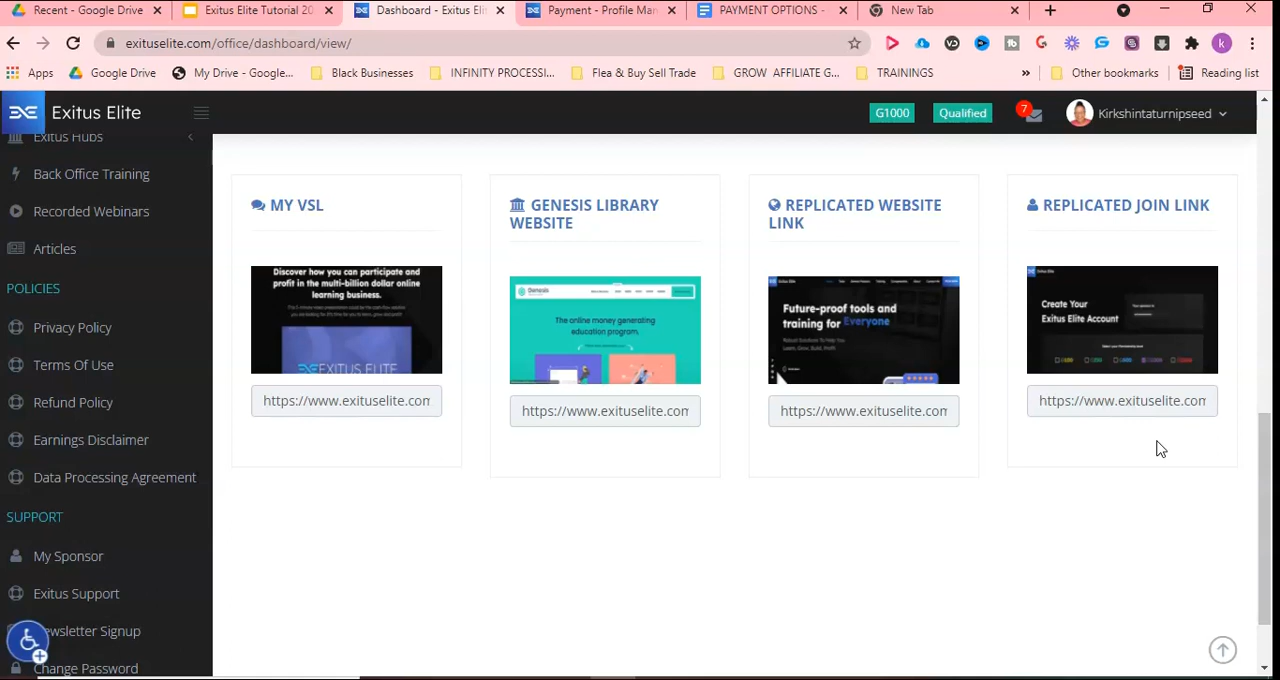 Recent - Google Drive
Exitus Elite Tutorial 20
Dashboard - Exitus Eli
Payment - Profile Ma
PAYMENT OPTIONS -
New Tab
exituselite.com/office/dashboard/view/
Apps
Google Drive
My Drive - Google...
Black Businesses
INFINITY PROCESSI...
Flea & Buy Sell Trade
GROW AFFILIATE G...
TRAININGS
»
Other bookmarks
Reading list
Exitus Elite
G1000
Qualified
7
Kirkshintaturnipseed
Exitus Hubs
Back Office Training
Recorded Webinars
Articles
POLICIES
Privacy Policy
Terms Of Use
Refund Policy
Earnings Disclaimer
Data Processing Agreement
SUPPORT
My Sponsor
Exitus Support
ewsletter Signup
Change Password
MY VSL
Discover how you can participate and
profit in the multi-billion dollar online
learning business.
EXITUS ELITE
https://www.exituselite.com
GENESIS LIBRARY
WEBSITE
Genesis
The online money generating
education program.
https://www.exituselite.com
REPLICATED WEBSITE
LINK
Future-proof tools and
training for Everyone
https://www.exituselite.com
REPLICATED JOIN LINK
Exitus Elite
Create Your
Exitus Elite Account
https://www.exituselite.com